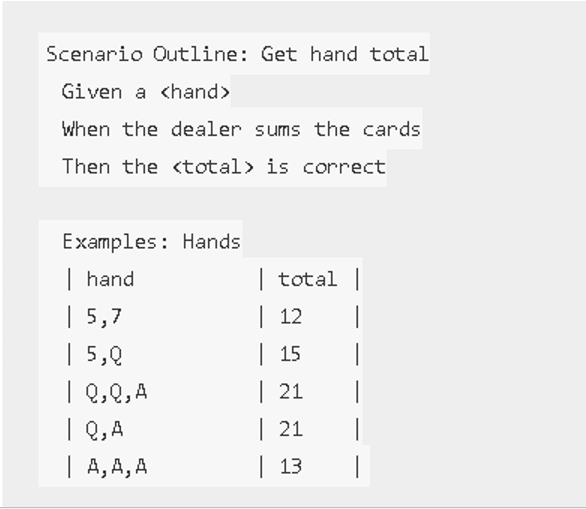 Scenario Outline: Get hand total
Given a <hand>
When the dealer sums the cards
Then the <total> is correct
Examples: Hands
| hand | total |
| 5,7 | 12 |
| 5,Q | 15 |
| Q,Q,A | 21 |
| Q,A | 21 |
| A,A,A | 13 |